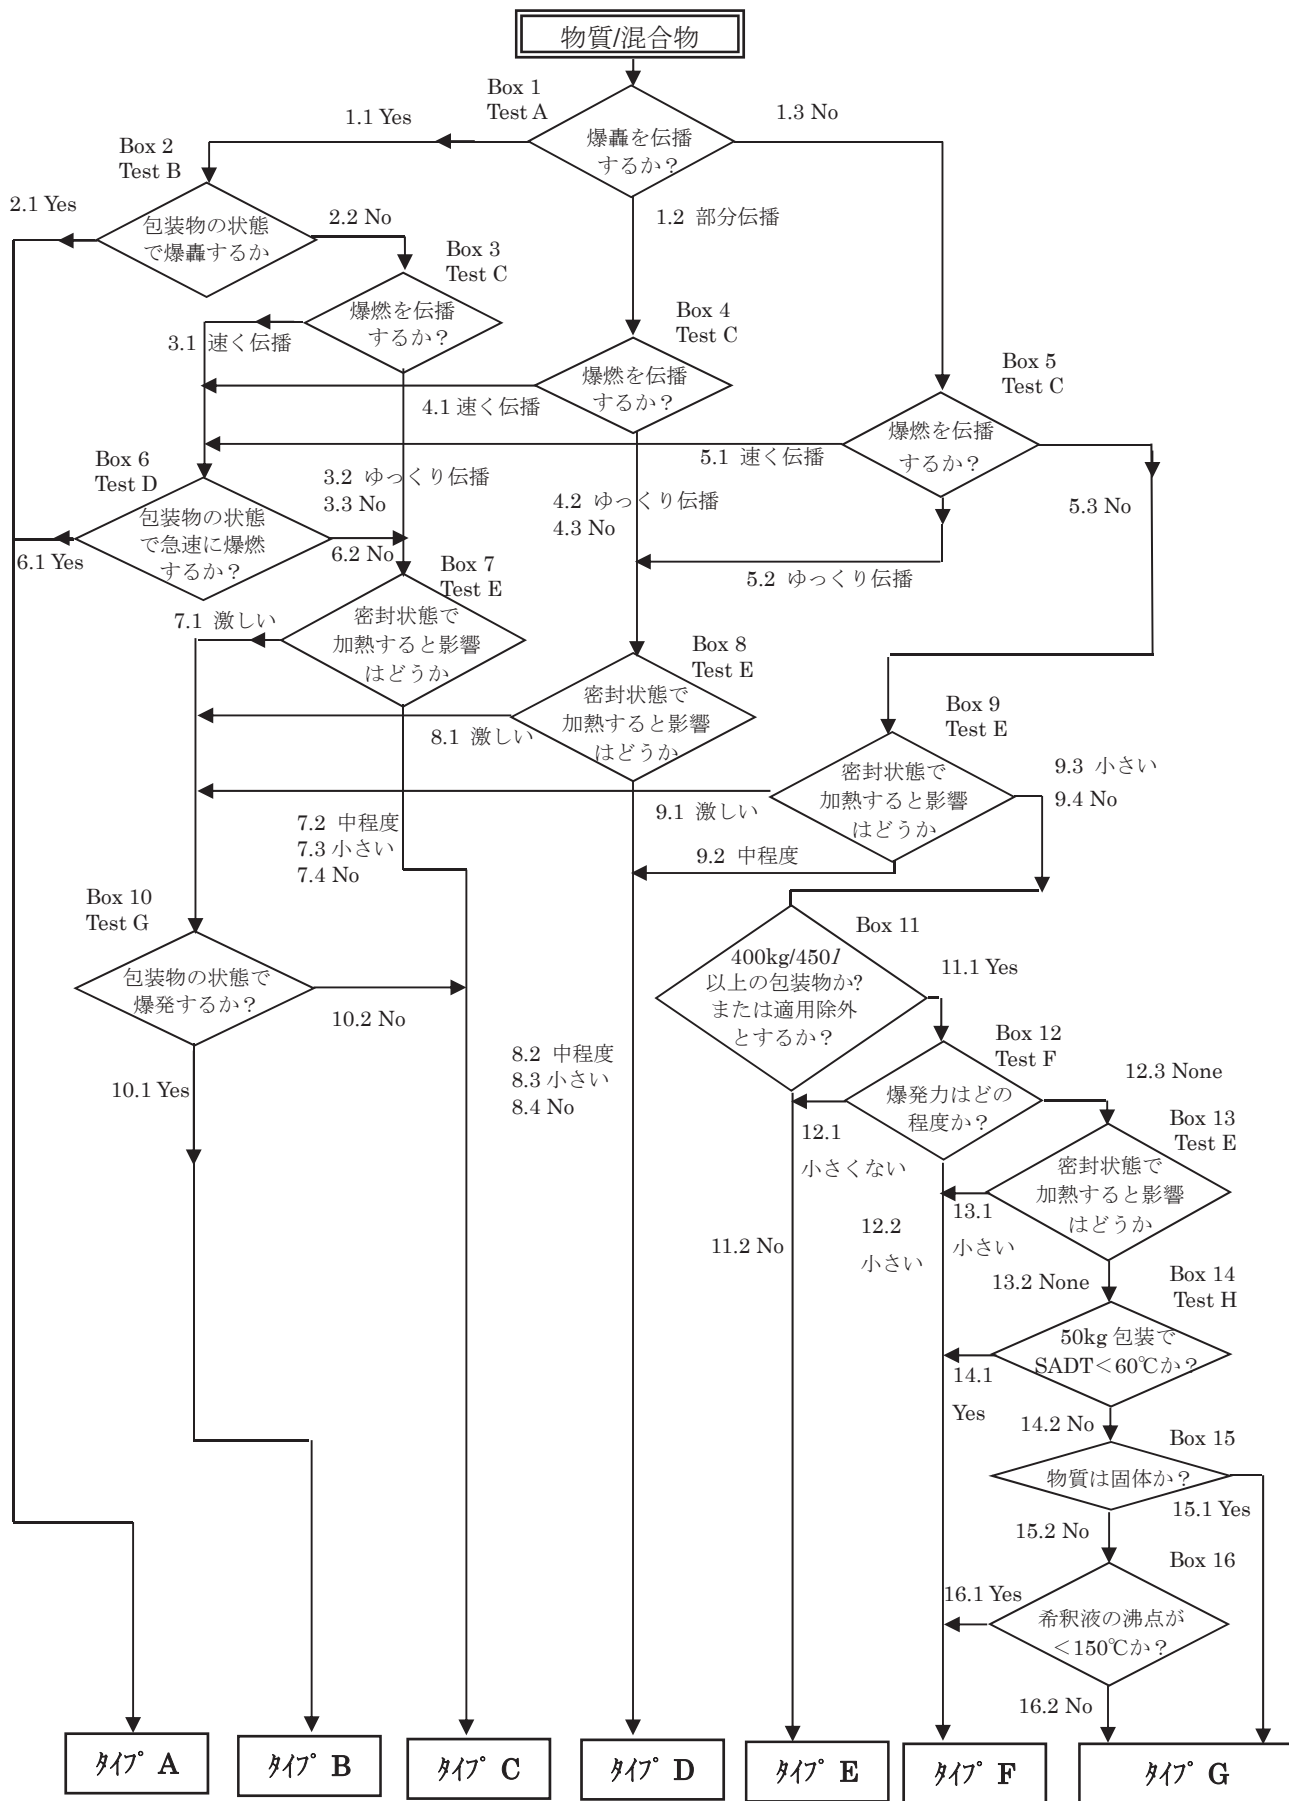 物質/混合物
Box 1
Test A
爆轟を伝播
するか？
1.1 Yes
1.3 No
1.2 部分伝播
Box 2
Test B
包装物の状態
で爆轟するか
2.1 Yes
2.2 No
Box 3
Test C
爆燃を伝播
するか？
3.1 速く伝播
Box 4
Test C
爆燃を伝播
するか？
4.1 速く伝播
Box 5
Test C
爆燃を伝播
するか？
5.1 速く伝播
5.3 No
3.2 ゆっくり伝播
3.3 No
4.2 ゆっくり伝播
4.3 No
5.2 ゆっくり伝播
Box 6
Test D
包装物の状態
で急速に爆燃
するか？
6.1 Yes
6.2 No
Box 7
Test E
密封状態で
加熱すると影響
はどうか
7.1 激しい
Box 8
Test E
密封状態で
加熱すると影響
はどうか
8.1 激しい
Box 9
Test E
密封状態で
加熱すると影響
はどうか
9.3 小さい
9.4 No
9.1 激しい
9.2 中程度
7.2 中程度
7.3 小さい
7.4 No
Box 10
Test G
包装物の状態で
爆発するか？
10.2 No
10.1 Yes
8.2 中程度
8.3 小さい
8.4 No
Box 11
400kg/450l
以上の包装物か?
または適用除外
とするか？
11.1 Yes
11.2 No
Box 12
Test F
爆発力はどの
程度か？
12.3 None
12.1
小さくない
12.2
小さい
Box 13
Test E
密封状態で
加熱すると影響
はどうか
13.1
小さい
13.2 None
Box 14
Test H
50kg 包装で
SADT＜60℃か？
14.1
Yes
14.2 No
Box 15
物質は固体か？
15.1 Yes
15.2 No
Box 16
希釈液の沸点が
＜150℃か？
16.1 Yes
16.2 No
ﾀｲﾌﾟ A
ﾀｲﾌﾟ B
ﾀｲﾌﾟ C
ﾀｲﾌﾟ D
ﾀｲﾌﾟ E
ﾀｲﾌﾟ F
ﾀｲﾌﾟ G